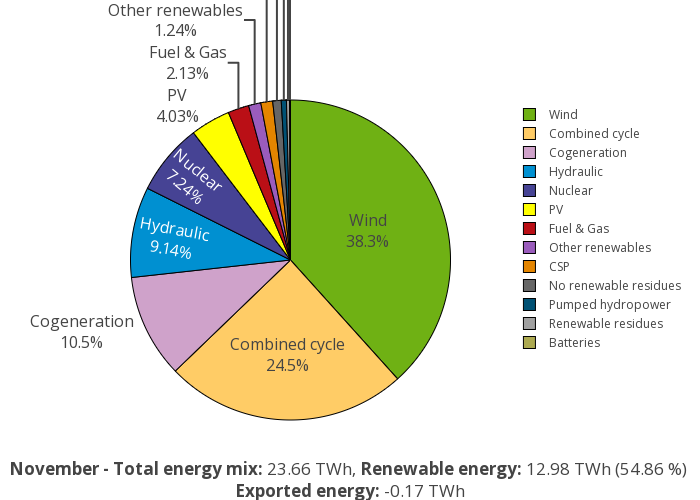 Other renewables
1.24%
Fuel & Gas
2.13%
PV
4.03%
Nuclear
7.24%
Hydraulic
9.14%
Cogeneration
10.5%
Combined cycle
24.5%
Wind
38.3%
Wind
Combined cycle
Cogeneration
Hydraulic
Nuclear
PV
Fuel & Gas
Other renewables
CSP
No renewable residues
Pumped hydropower
Renewable residues
Batteries
November - Total energy mix: 23.66 TWh, Renewable energy: 12.98 TWh (54.86 %)
Exported energy: -0.17 TWh